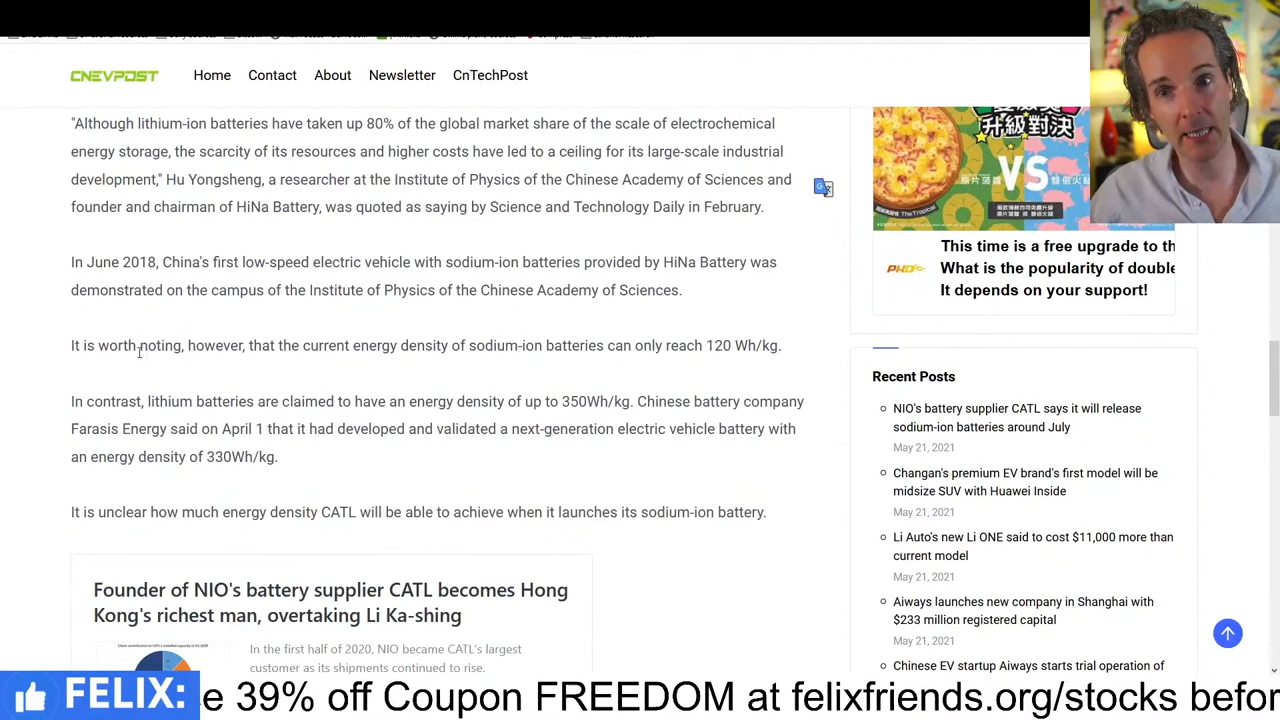 CNEVPOST
Home Contact About Newsletter CnTechPost
"Although lithium-ion batteries have taken up 80% of the global market share of the scale of electrochemical
energy storage, the scarcity of its resources and higher costs have led to a ceiling for its large-scale industrial
development," Hu Yongsheng, a researcher at the Institute of Physics of the Chinese Academy of Sciences and
founder and chairman of HiNa Battery, was quoted as saying by Science and Technology Daily in February.
In June 2018, China's first low-speed electric vehicle with sodium-ion batteries provided by HiNa Battery was
demonstrated on the campus of the Institute of Physics of the Chinese Academy of Sciences.
It is worth noting, however, that the current energy density of sodium-ion batteries can only reach 120 Wh/kg.
In contrast, lithium batteries are claimed to have an energy density of up to 350Wh/kg. Chinese battery company
Farasis Energy said on April 1 that it had developed and validated a next-generation electric vehicle battery with
an energy density of 330Wh/kg.
It is unclear how much energy density CATL will be able to achieve when it launches its sodium-ion battery.
Founder of NIO's battery supplier CATL becomes Hong
Kong's richest man, overtaking Li Ka-shing
In the first half of 2020, NIO became CATL's largest
customer as its shipments continued to rise.
升級對決
VS
The Tropical
PHD
This time is a free upgrade to th
What is the popularity of double
It depends on your support!
Recent Posts
NIO's battery supplier CATL says it will release
sodium-ion batteries around July
May 21, 2021
Changan's premium EV brand's first model will be
midsize SUV with Huawei Inside
May 21, 2021
Li Auto's new Li ONE said to cost $11,000 more than
current model
May 21, 2021
Aiways launches new company in Shanghai with
$233 million registered capital
May 21, 2021
Chinese EV startup Aiways starts trial operation of
FELIX: e 39% off Coupon FREEDOM at felixfriends.org/stocks befor